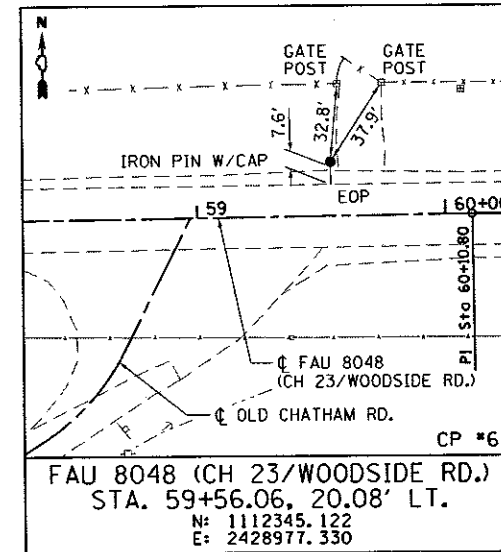 N
GATE POST
GATE POST
7.6'
32.8'
37.9'
IRON PIN W/CAP
EOP
59
60+00
PI Sta 60+10.80
℄ FAU 8048
(CH 23/WOODSIDE RD.)
℄ OLD CHATHAM RD.
P
CP *6
FAU 8048 (CH 23/WOODSIDE RD.)
STA. 59+56.06, 20.08' LT.
N: 1112345.122
E: 2428977.330